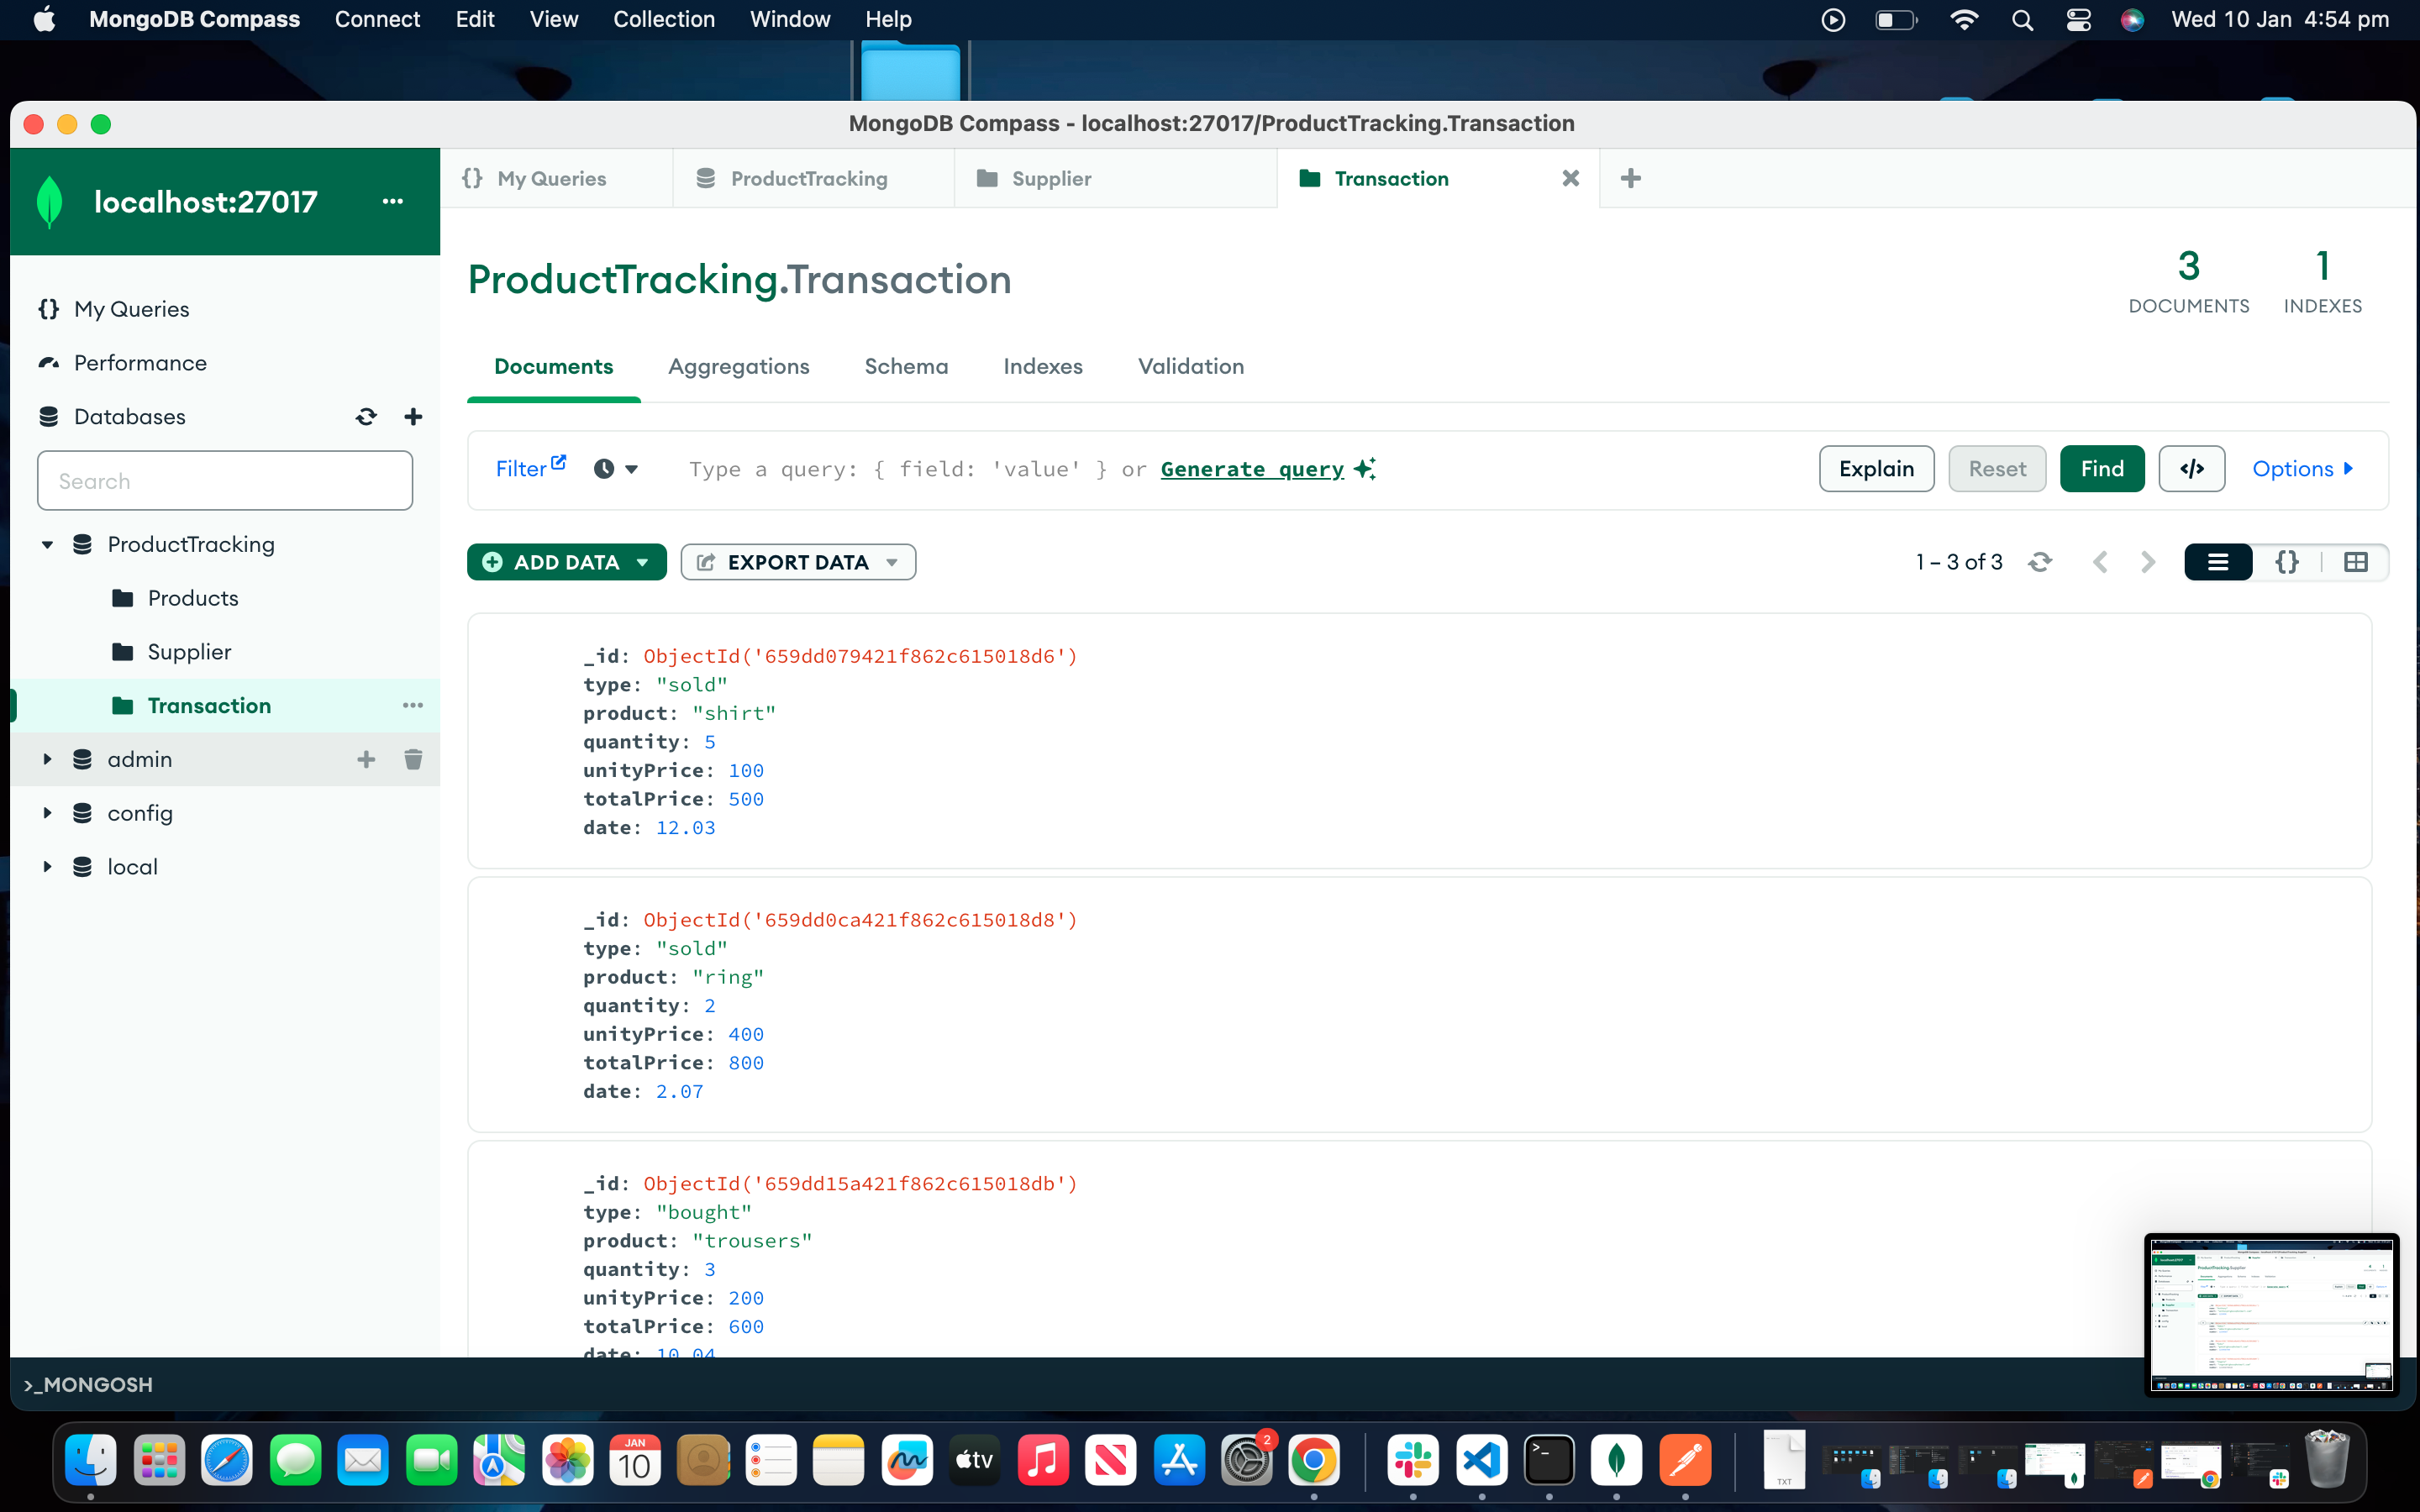 MongoDB Compass Connect Edit View Collection Window Help Wed 10 Jan 4:54 pm
MongoDB Compass - localhost:27017/ProductTracking.Transaction
localhost:27017 ...
{} My Queries
ProductTracking
Supplier
Transaction
My Queries
Performance
Databases
Search
ProductTracking
Products
Supplier
Transaction
admin
config
local
ProductTracking.Transaction
3
DOCUMENTS
1
INDEXES
Documents Aggregations Schema Indexes Validation
Filter Type a query: { field: 'value' } or Generate query Explain Reset Find </> Options
ADD DATA EXPORT DATA 1 – 3 of 3 {}
_id: ObjectId('659dd079421f862c615018d6')
type: "sold"
product: "shirt"
quantity: 5
unityPrice: 100
totalPrice: 500
date: 12.03
_id: ObjectId('659dd0ca421f862c615018d8')
type: "sold"
product: "ring"
quantity: 2
unityPrice: 400
totalPrice: 800
date: 2.07
_id: ObjectId('659dd15a421f862c615018db')
type: "bought"
product: "trousers"
quantity: 3
unityPrice: 200
totalPrice: 600
date: 10.04
>_MONGOSH
JAN
10
tv
2
TXT